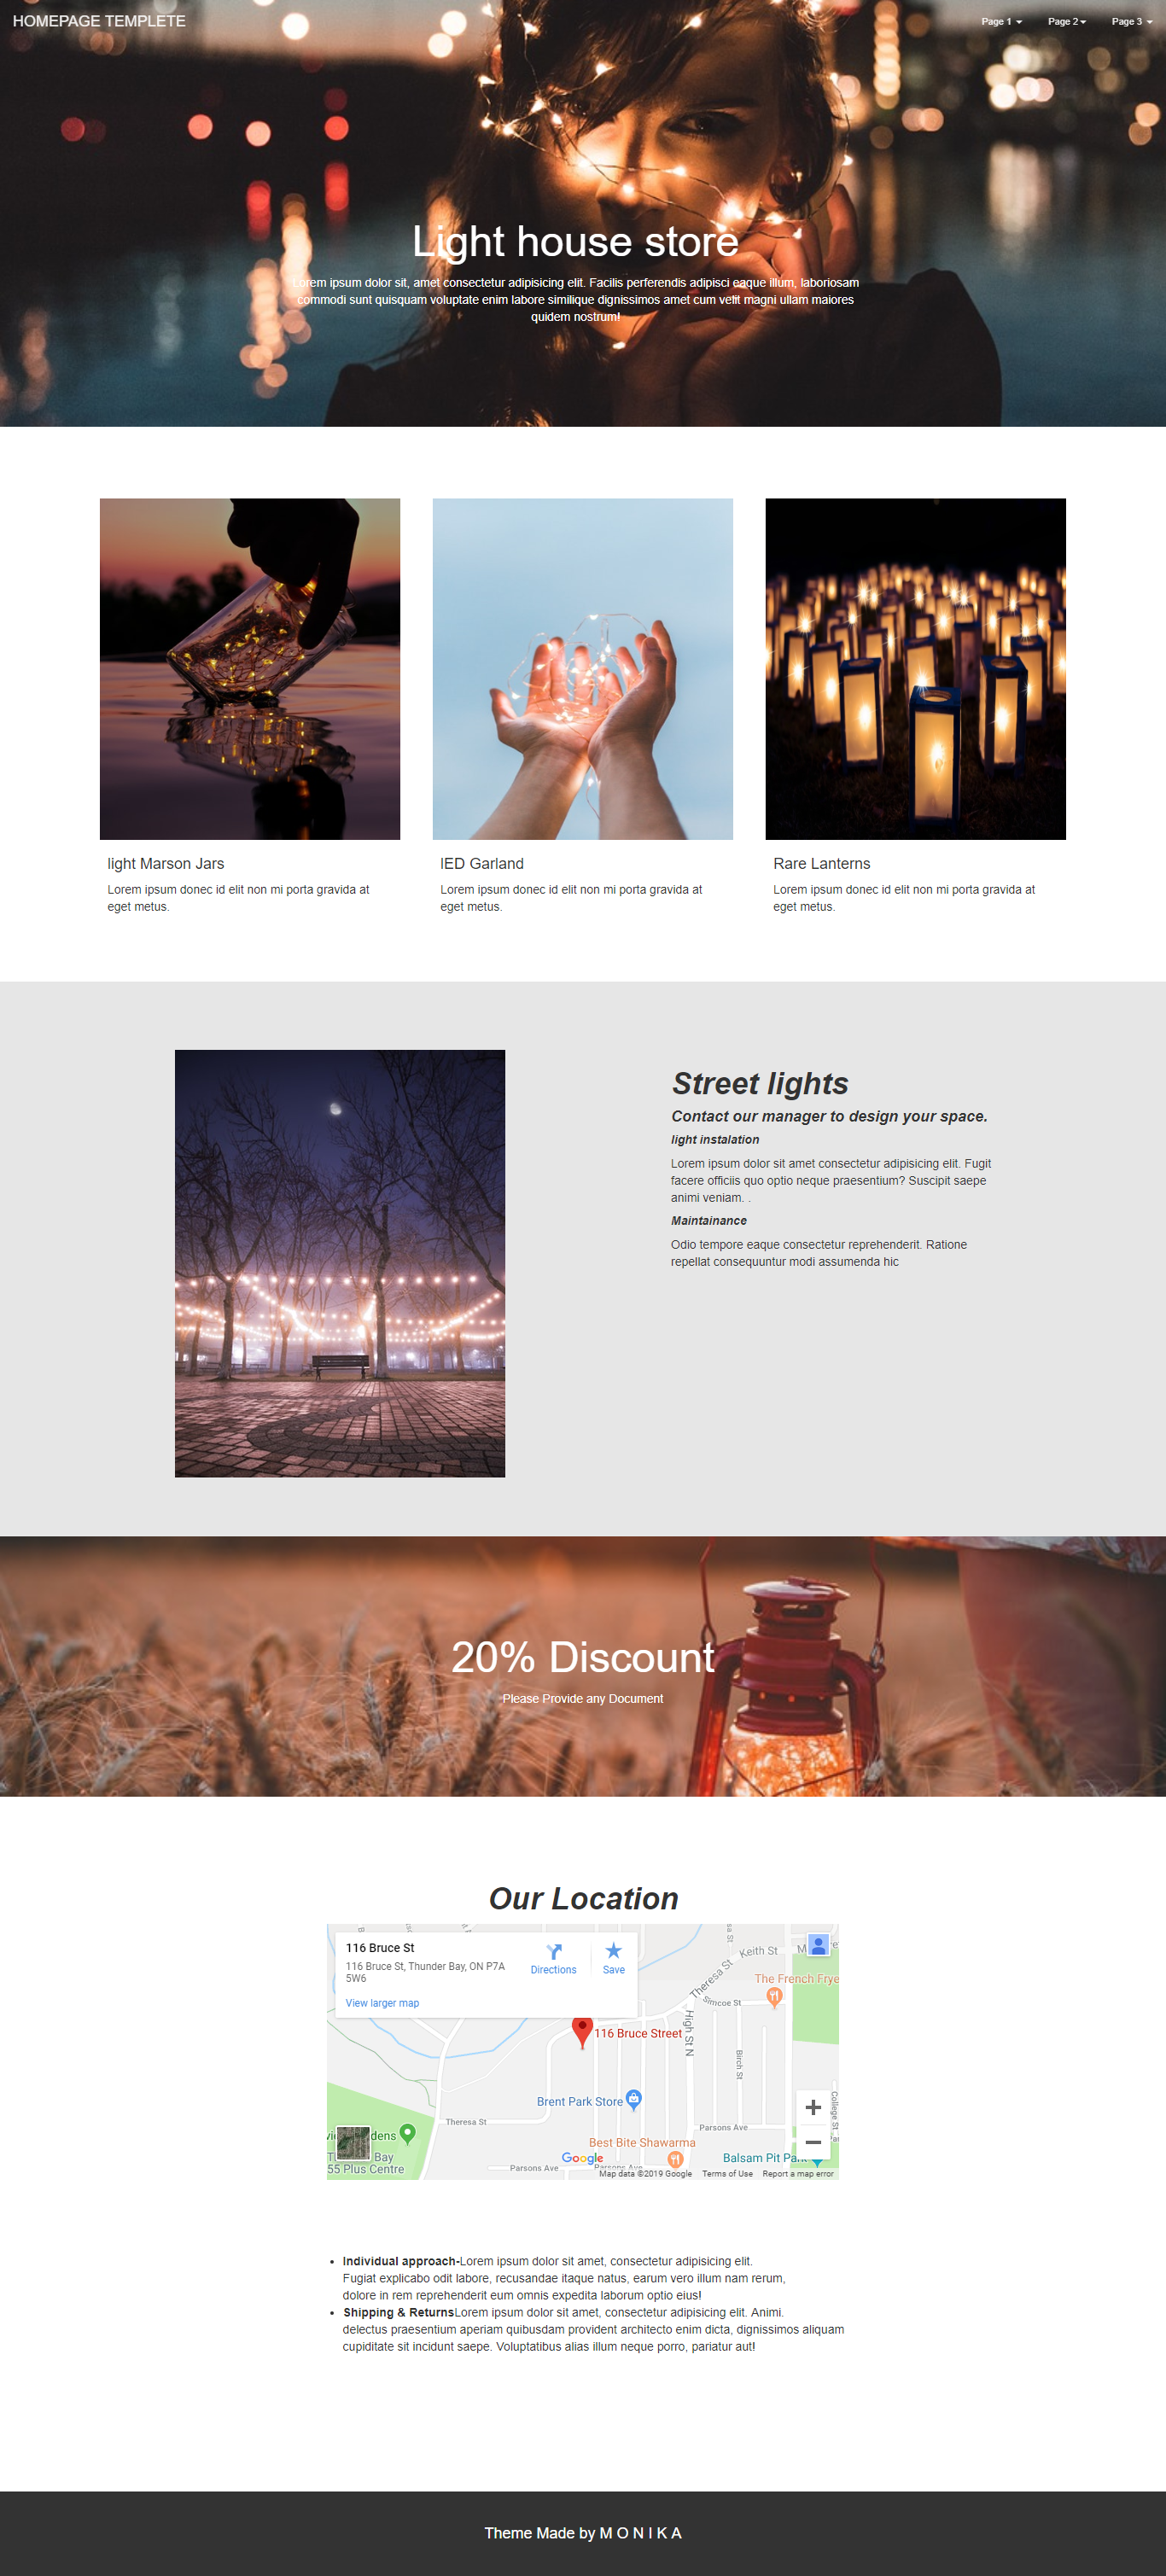 HOMEPAGE TEMPLETE
Page 1
Page 2
Page 3
Light house store
Lorem ipsum dolor sit, amet consectetur adipisicing elit. Facilis perferendis adipisci eaque illum, laboriosam
commodi sunt quisquam voluptate enim labore similique dignissimos amet cum velit magni ullam maiores
quidem nostrum!
light Marson Jars
Lorem ipsum donec id elit non mi porta gravida at
eget metus.
lED Garland
Lorem ipsum donec id elit non mi porta gravida at
eget metus.
Rare Lanterns
Lorem ipsum donec id elit non mi porta gravida at
eget metus.
Street lights
Contact our manager to design your space.
light instalation
Lorem ipsum dolor sit amet consectetur adipisicing elit. Fugit
facere officiis quo optio neque praesentium? Suscipit saepe
animi veniam. .
Maintainance
Odio tempore eaque consectetur reprehenderit. Ratione
repellat consequuntur modi assumenda hic
20% Discount
Please Provide any Document
Our Location
116 Bruce St
116 Bruce St, Thunder Bay, ON P7A
5W6
Directions
Save
View larger map
Keith St
Theresa St
The French Frye
Simcoe St
High St N
116 Bruce Street
Birch St
Brent Park Store
College St
Theresa St
Parsons Ave
Best Bite Shawarma
Bay
55 Plus Centre
Balsam Pit Park
Parsons Ave
Parsons Ave
Google
Map data ©2019 Google
Terms of Use
Report a map error
• Individual approach-Lorem ipsum dolor sit amet, consectetur adipisicing elit.
Fugiat explicabo odit labore, recusandae itaque natus, earum vero illum nam rerum,
dolore in rem reprehenderit eum omnis expedita laborum optio eius!
• Shipping & ReturnsLorem ipsum dolor sit amet, consectetur adipisicing elit. Animi.
delectus praesentium aperiam quibusdam provident architecto enim dicta, dignissimos aliquam
cupiditate sit incidunt saepe. Voluptatibus alias illum neque porro, pariatur aut!
Theme Made by M O N I K A